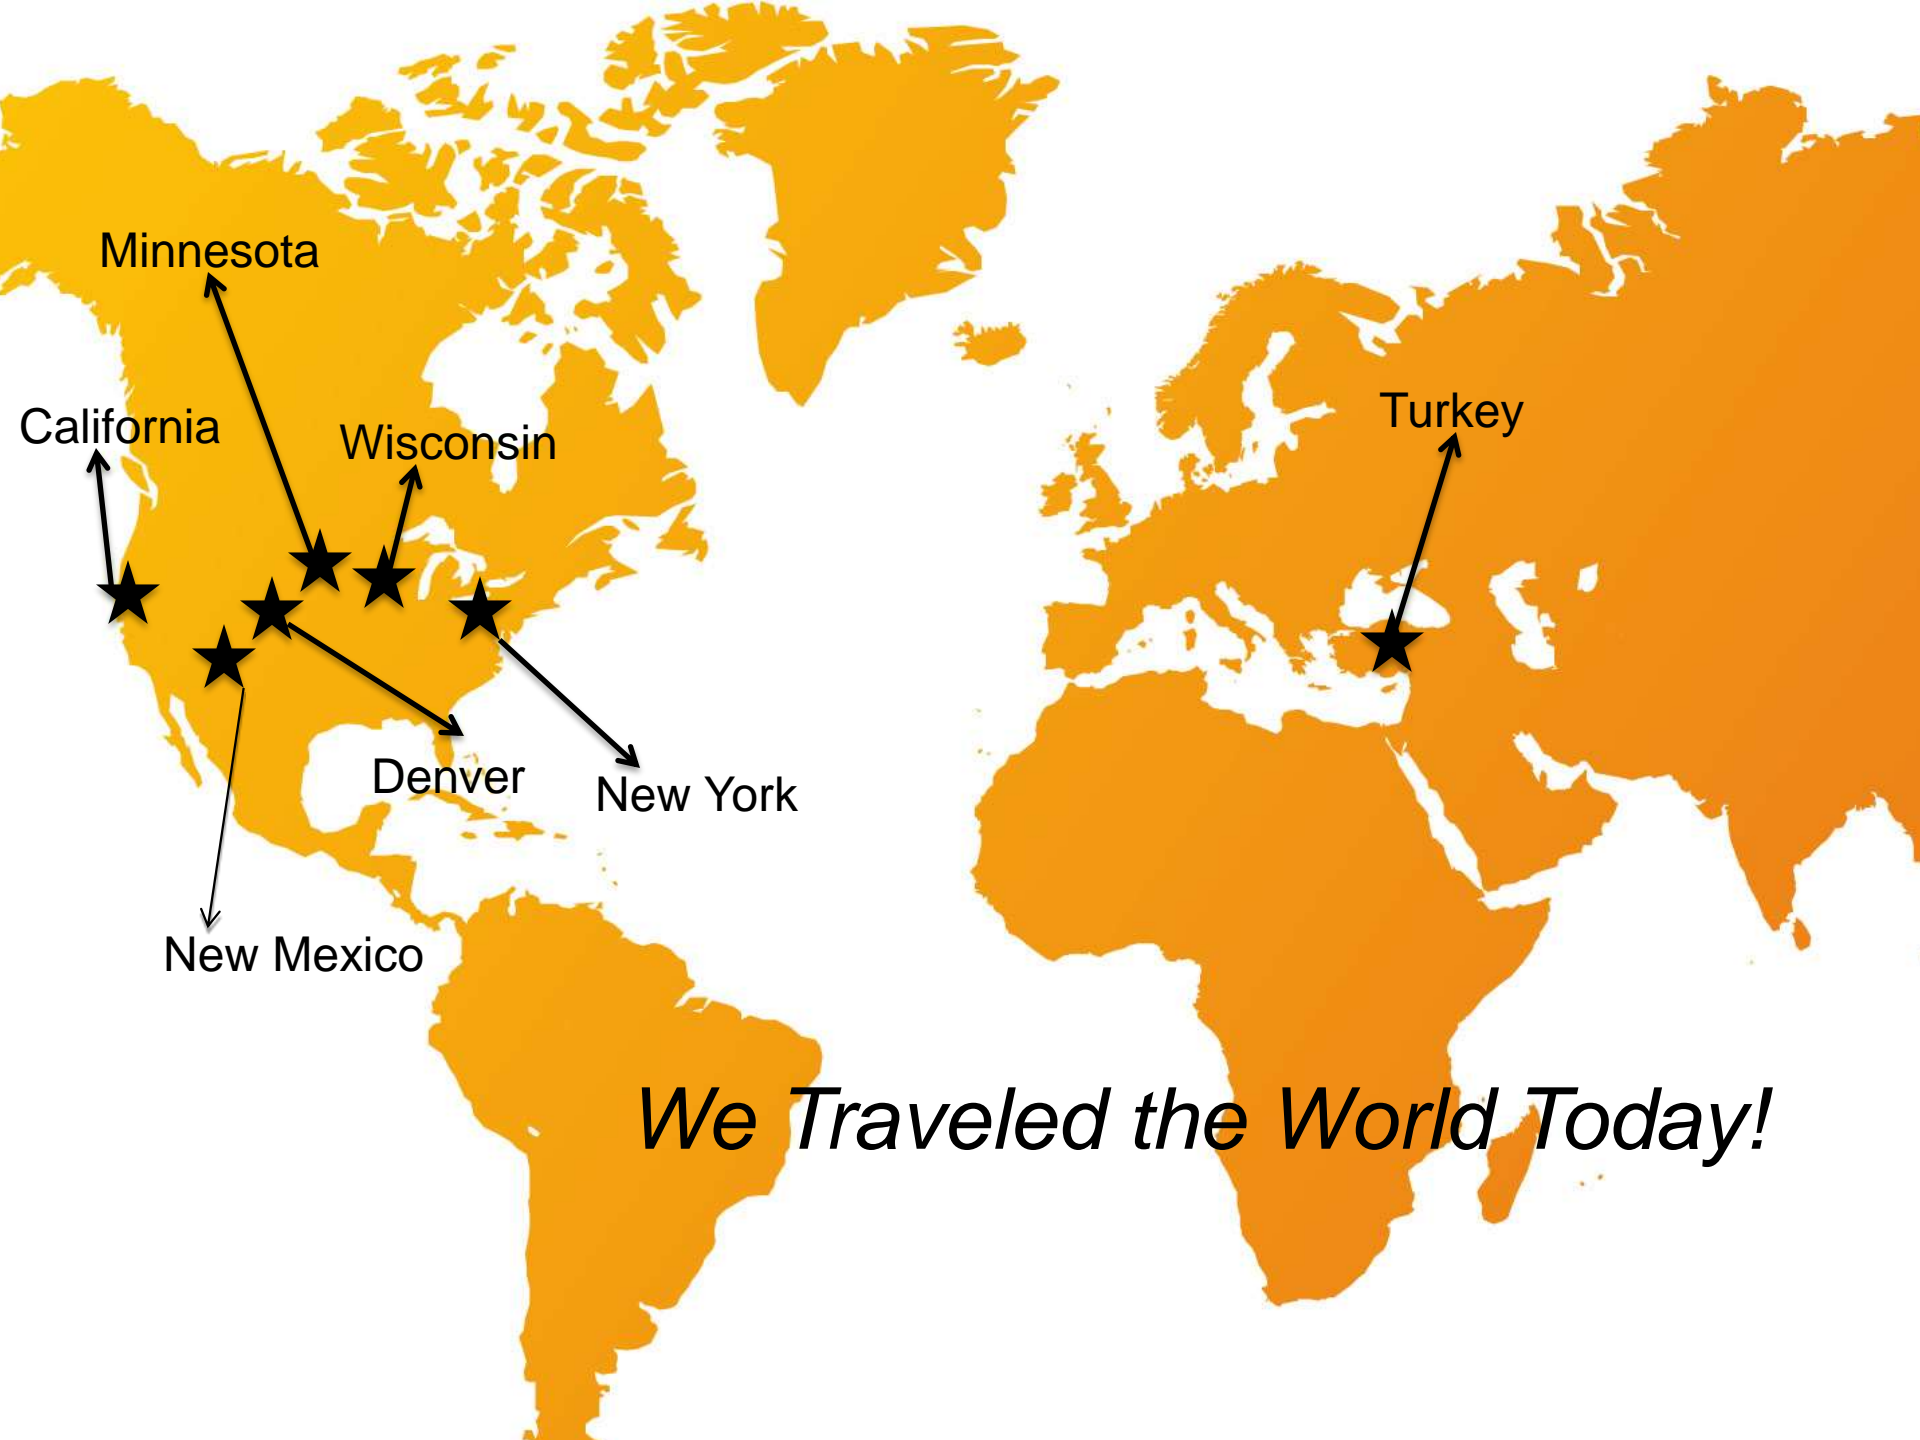 Minnesota
California
Wisconsin
Turkey
Denver
New York
New Mexico
We Traveled the World Today!